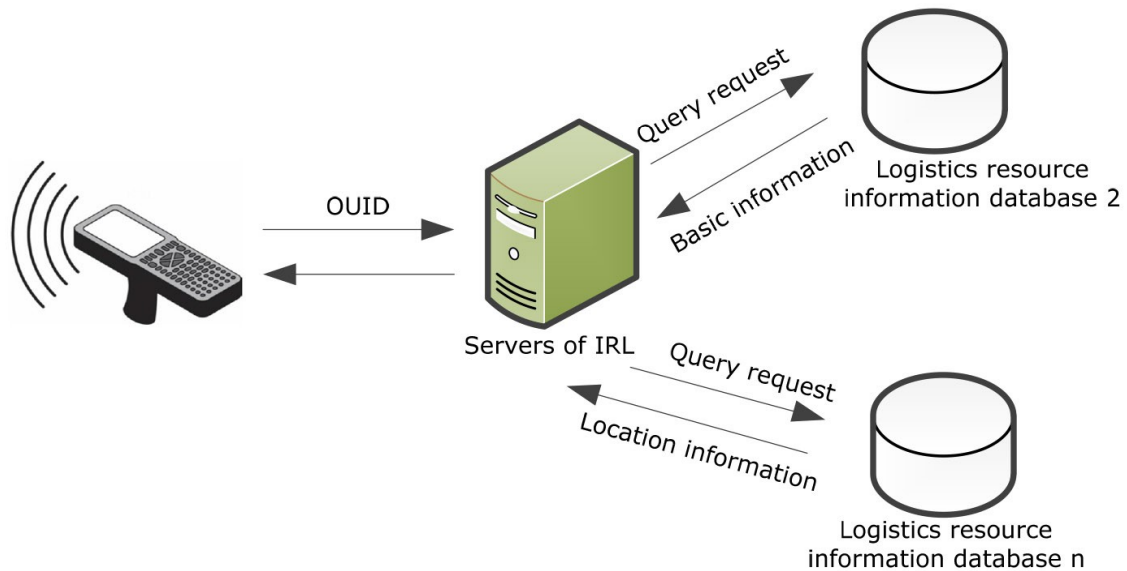 Query request
Basic information
Logistics resource
information database 2
OUID
Servers of IRL
Query request
Location information
Logistics resource
information database n